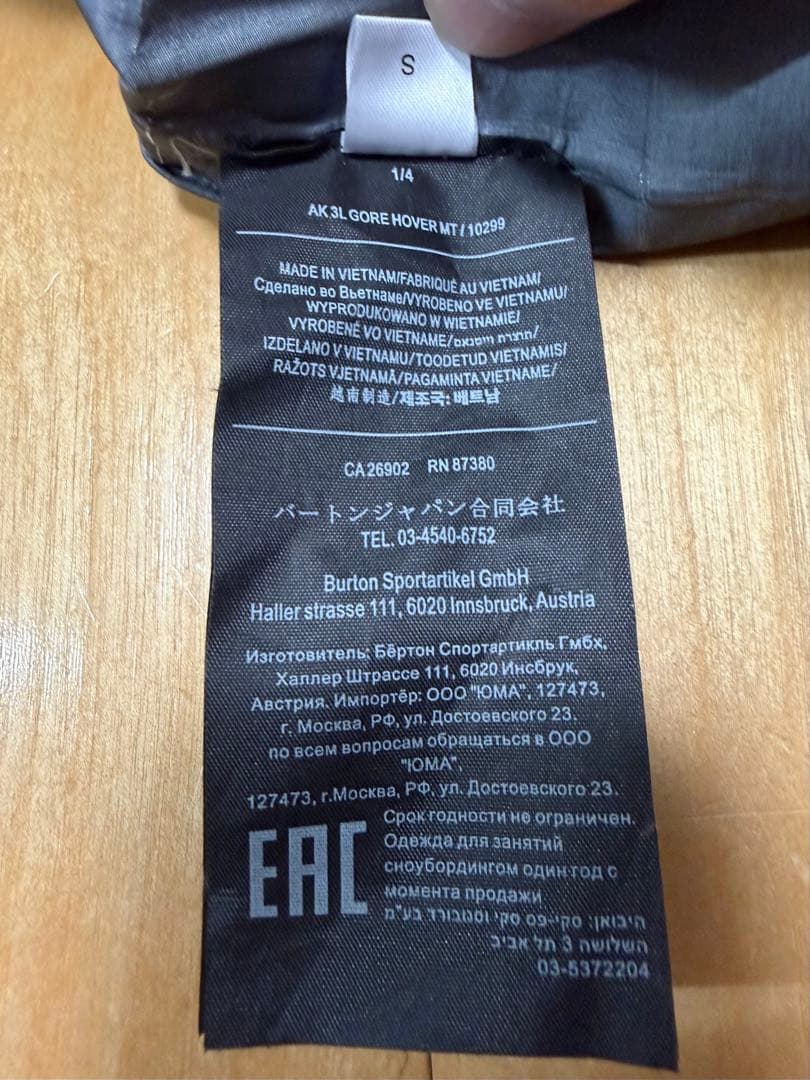 S
1/4
AK 3L GORE HOVER MT / 10299
MADE IN VIETNAM/FABRIQUÉ AU VIETNAM/
Сделано во Вьетнаме/VYROBENO VE VIETNAMU/
WYPRODUKOWANO W WIETNAMIE/
VYROBENÉ VO VIETNAME/תוצרת וייטנאם/
IZDELANO V VIETNAMU/TOODETUD VIETNAMIS/
RAŽOTS VJETNAMĀ/PAGAMINTA VIETNAME/
越南制造/제조국: 베트남
CA 26902 RN 87380
バートンジャパン合同会社
TEL. 03-4540-6752
Burton Sportartikel GmbH
Haller strasse 111, 6020 Innsbruck, Austria
Изготовитель: Бёртон Спортартикль Гмбх,
Халлер Штрассе 111, 6020 Инсбрук,
Австрия. Импортёр: ООО "ЮМА", 127473,
г. Москва, РФ, ул. Достоевского 23.
по всем вопросам обращаться в ООО
"ЮМА",
127473, г.Москва, РФ, ул. Достоевского 23.
Срок годности не ограничен.
Одежда для занятий
сноубордингом один год с
момента продажи
EAC
היבואן: סקי-פס סקי וסנובורד בע"מ
השלושה 3 תל אביב
03-5372204